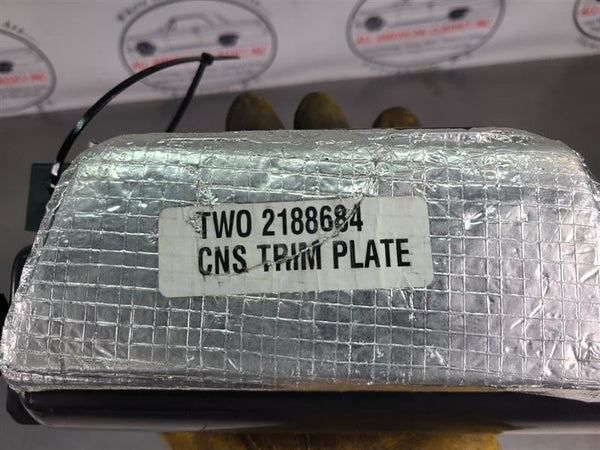 TWO 2188684
CNS TRIM PLATE